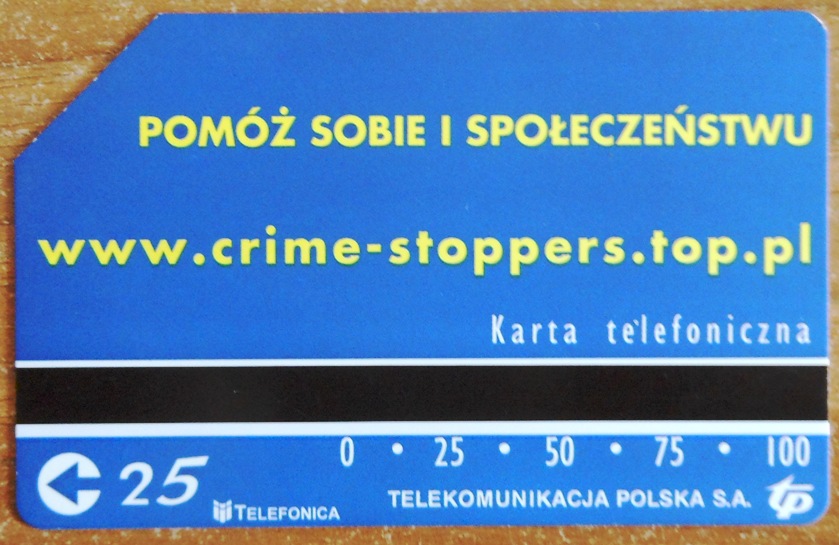 POMÓŻ SOBIE I SPOŁECZEŃSTWU
www.crime-stoppers.top.pl
Karta telefoniczna
0 • 25 • 50 • 75 • 100
25
TELEFONICA
TELEKOMUNIKACJA POLSKA S.A. tp